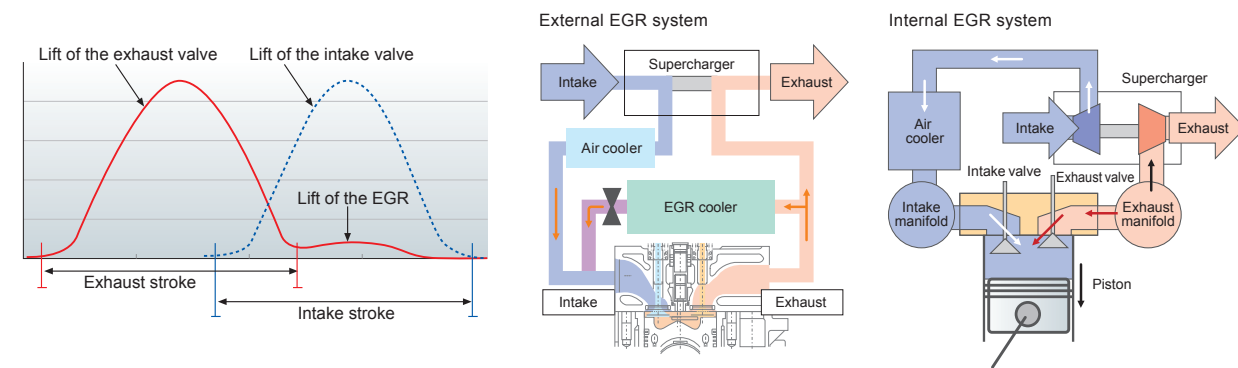 Lift of the exhaust valve
Lift of the intake valve
Lift of the EGR
Exhaust stroke
Intake stroke
External EGR system
Supercharger
Intake
Exhaust
Air cooler
EGR cooler
Intake
Exhaust
Internal EGR system
Supercharger
Air
cooler
Intake
Exhaust
Intake valve
Exhaust valve
Intake
manifold
Exhaust
manifold
Piston